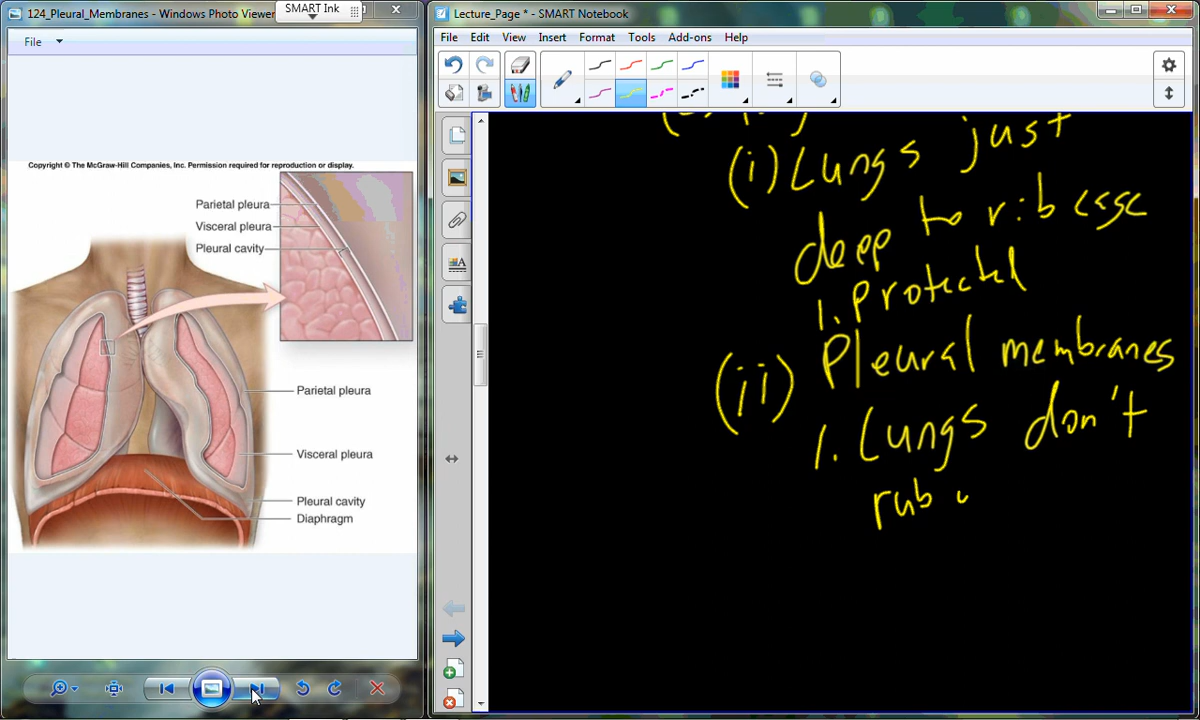 124_Pleural_Membranes - Windows Photo Viewer
SMART Ink
File
Copyright © The McGraw-Hill Companies, Inc. Permission required for reproduction or display.
Parietal pleura
Visceral pleura
Pleural cavity
Parietal pleura
Visceral pleura
Pleural cavity
Diaphragm
Lecture_Page * - SMART Notebook
File Edit View Insert Format Tools Add-ons Help
(i) Lungs just
deep to rib cage
1. Protected
(ii) Pleural membranes
1. Lungs don't
rub